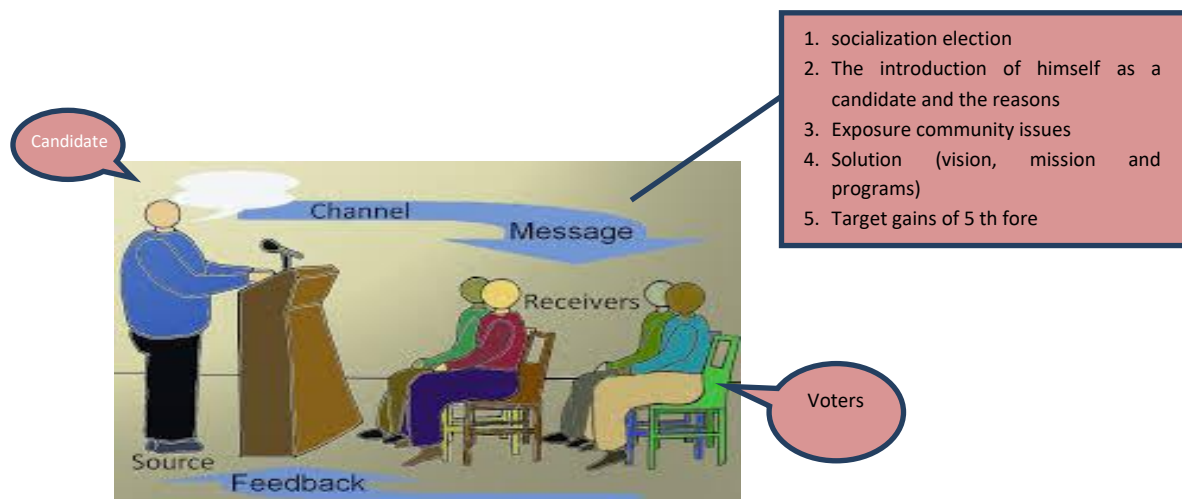 1. socialization election
2. The introduction of himself as a
candidate and the reasons
3. Exposure community issues
4. Solution (vision, mission and
programs)
5. Target gains of 5 th fore
Candidate
Channel
Message
Receivers
Voters
Source
Feedback